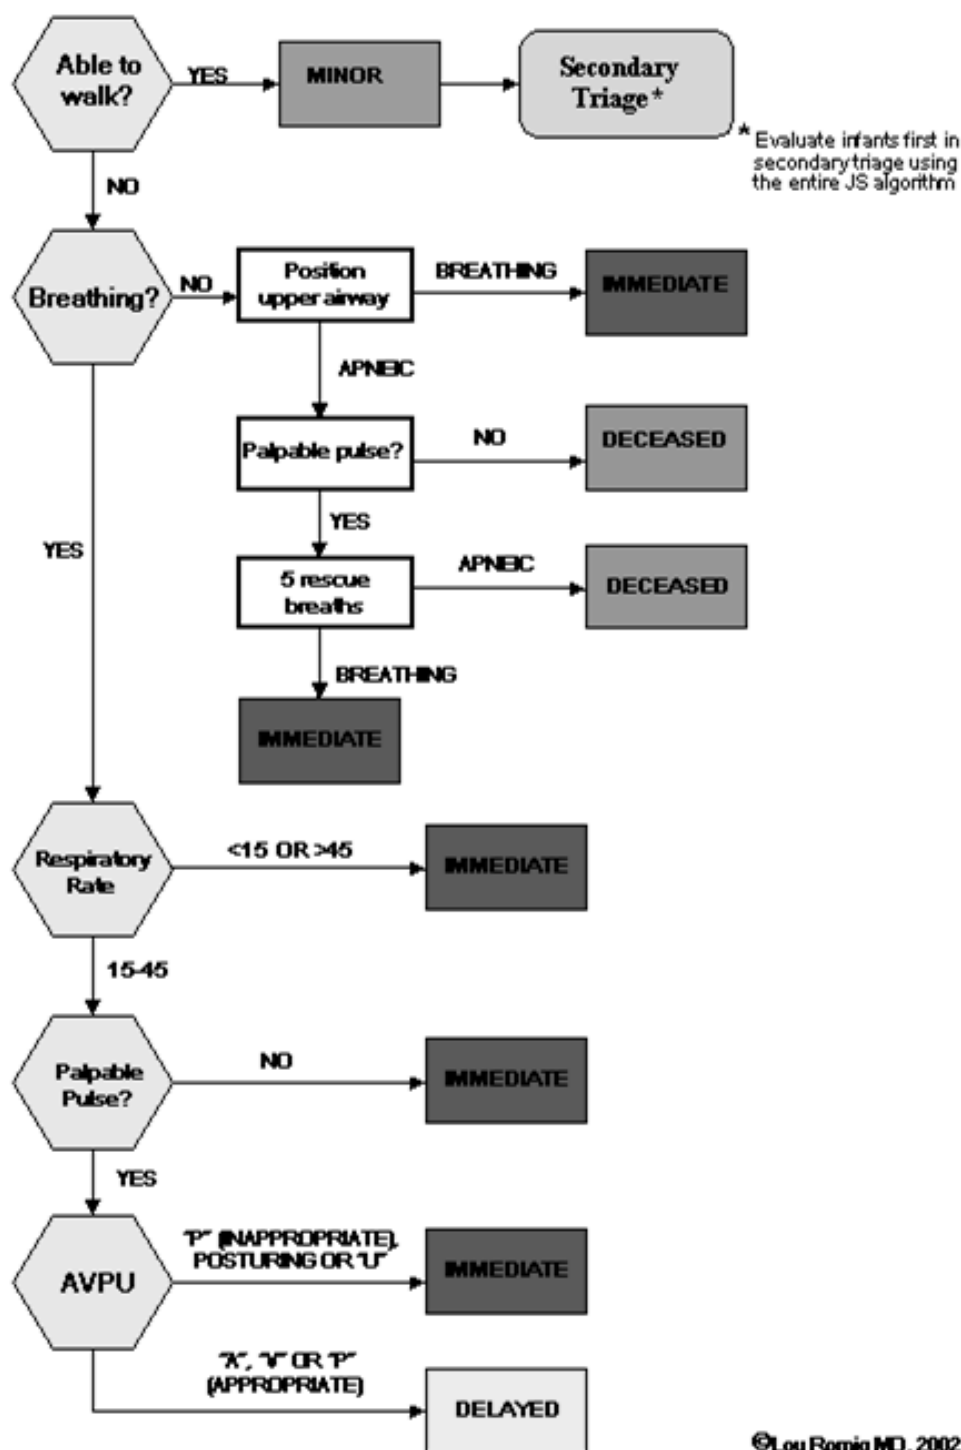 Able to
walk?
YES
MINOR
Secondary
Triage*
* Evaluate infants first in
secondary triage using
the entire JS algorithm
NO
Breathing?
NO
Position
upper airway
BREATHING
IMMEDIATE
APNEIC
Palpable pulse?
NO
DECEASED
YES
YES
5 rescue
breaths
APNEIC
DECEASED
BREATHING
IMMEDIATE
Respiratory
Rate
<15 OR >45
IMMEDIATE
15-45
Palpable
Pulse?
NO
IMMEDIATE
YES
AVPU
"P" (INAPPROPRIATE),
POSTURING OR "U"
IMMEDIATE
"A", "V" OR "P"
(APPROPRIATE)
DELAYED
©Lou Romig MD, 2002